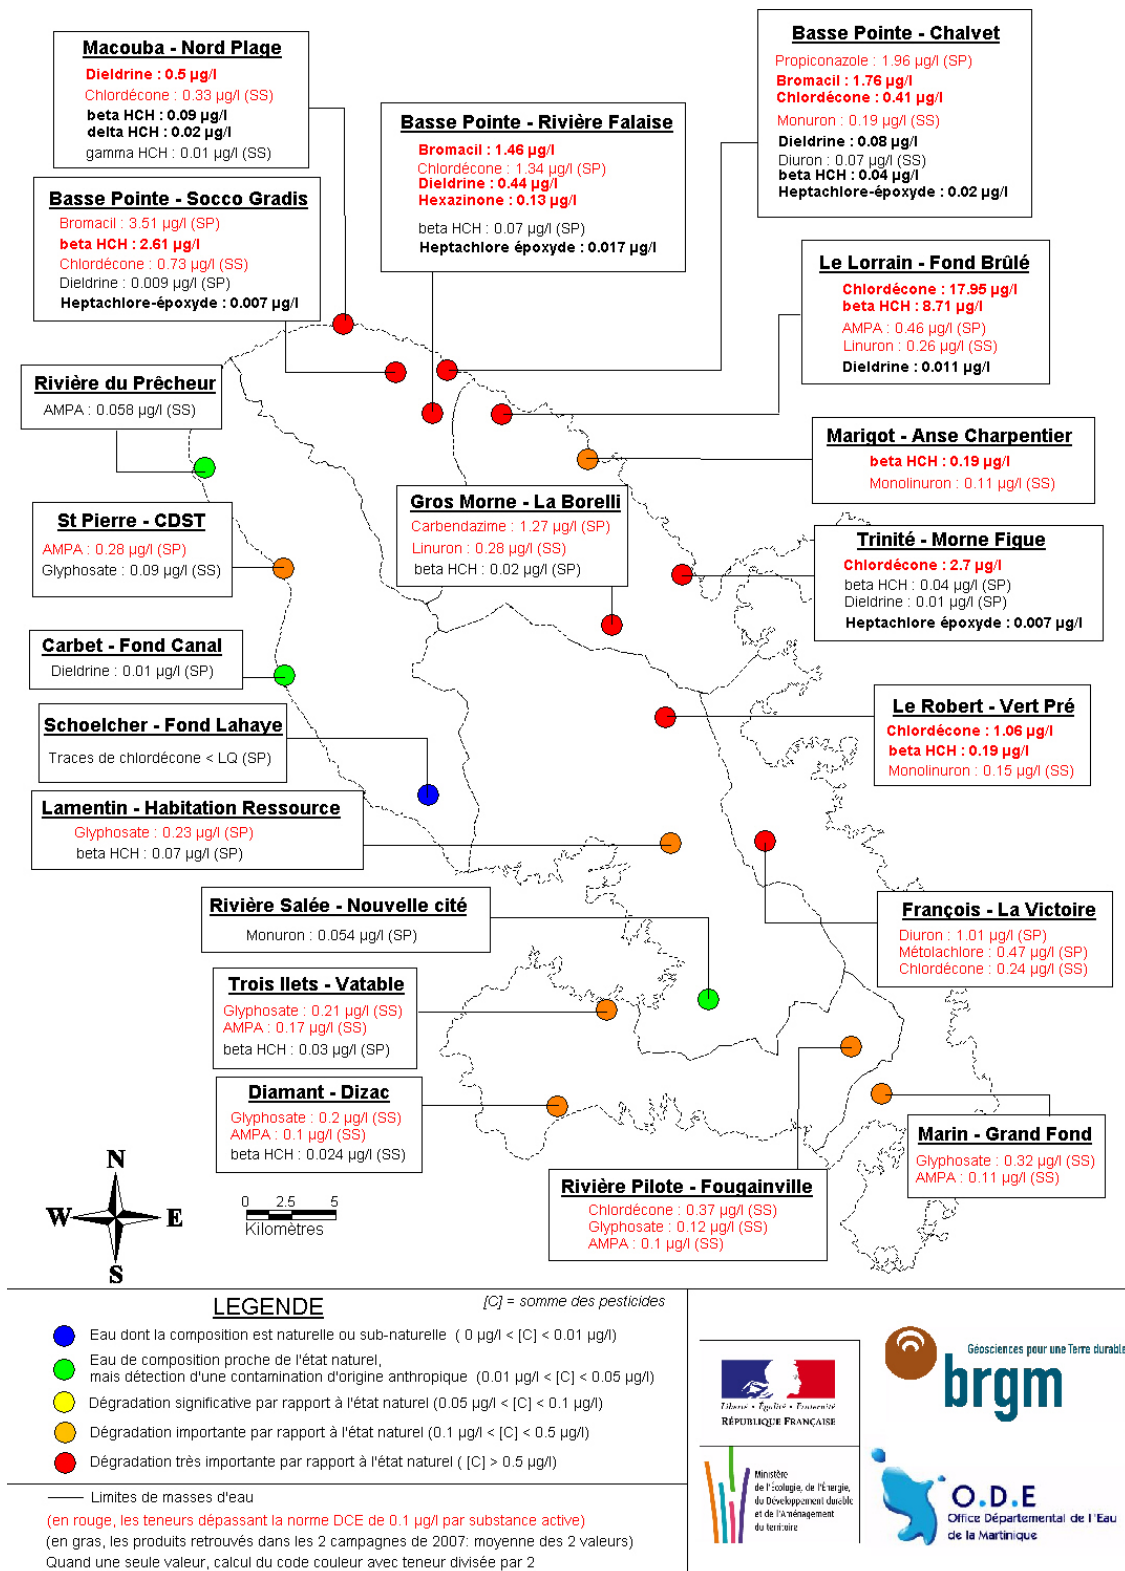 Macouba - Nord Plage
Dieldrine : 0.5 µg/l
Chlordécone : 0.33 µg/l (SS)
beta HCH : 0.09 µg/l
delta HCH : 0.02 µg/l
gamma HCH : 0.01 µg/l (SS)
Basse Pointe - Chalvet
Propiconazole : 1.96 µg/l (SP)
Bromacil : 1.76 µg/l
Chlordécone : 0.41 µg/l
Monuron : 0.19 µg/l (SS)
Dieldrine : 0.08 µg/l
Diuron : 0.07 µg/l (SS)
beta HCH : 0.04 µg/l
Heptachlore-époxyde : 0.02 µg/l
Basse Pointe - Rivière Falaise
Bromacil : 1.46 µg/l
Chlordécone : 1.34 µg/l (SP)
Dieldrine : 0.44 µg/l
Hexazinone : 0.13 µg/l
beta HCH : 0.07 µg/l (SP)
Heptachlore époxyde : 0.017 µg/l
Basse Pointe - Socco Gradis
Bromacil : 3.51 µg/l (SP)
beta HCH : 2.61 µg/l
Chlordécone : 0.73 µg/l (SS)
Dieldrine : 0.009 µg/l (SP)
Heptachlore-époxyde : 0.007 µg/l
Le Lorrain - Fond Brûlé
Chlordécone : 17.95 µg/l
beta HCH : 8.71 µg/l
AMPA : 0.46 µg/l (SP)
Linuron : 0.26 µg/l (SS)
Dieldrine : 0.011 µg/l
Rivière du Prêcheur
AMPA : 0.058 µg/l (SS)
Marigot - Anse Charpentier
beta HCH : 0.19 µg/l
Monolinuron : 0.11 µg/l (SS)
Gros Morne - La Borelli
Carbendazime : 1.27 µg/l (SP)
Linuron : 0.28 µg/l (SS)
beta HCH : 0.02 µg/l (SP)
St Pierre - CDST
AMPA : 0.28 µg/l (SP)
Glyphosate : 0.09 µg/l (SS)
Trinité - Morne Figue
Chlordécone : 2.7 µg/l
beta HCH : 0.04 µg/l (SP)
Dieldrine : 0.01 µg/l (SP)
Heptachlore époxyde : 0.007 µg/l
Carbet - Fond Canal
Dieldrine : 0.01 µg/l (SP)
Schoelcher - Fond Lahaye
Traces de chlordécone < LQ (SP)
Le Robert - Vert Pré
Chlordécone : 1.06 µg/l
beta HCH : 0.19 µg/l
Monolinuron : 0.15 µg/l (SS)
Lamentin - Habitation Ressource
Glyphosate : 0.23 µg/l (SP)
beta HCH : 0.07 µg/l (SP)
Rivière Salée - Nouvelle cité
Monuron : 0.054 µg/l (SP)
François - La Victoire
Diuron : 1.01 µg/l (SP)
Métolachlore : 0.47 µg/l (SP)
Chlordécone : 0.24 µg/l (SS)
Trois Ilets - Vatable
Glyphosate : 0.21 µg/l (SS)
AMPA : 0.17 µg/l (SS)
beta HCH : 0.03 µg/l (SP)
Diamant - Dizac
Glyphosate : 0.2 µg/l (SS)
AMPA : 0.1 µg/l (SS)
beta HCH : 0.024 µg/l (SS)
Marin - Grand Fond
Glyphosate : 0.32 µg/l (SS)
AMPA : 0.11 µg/l (SS)
Rivière Pilote - Fougainville
Chlordécone : 0.37 µg/l (SS)
Glyphosate : 0.12 µg/l (SS)
AMPA : 0.1 µg/l (SS)
N
W E
S
0 2.5 5
Kilomètres
LEGENDE
[C] = somme des pesticides
Eau dont la composition est naturelle ou sub-naturelle ( 0 µg/l < [C] < 0.01 µg/l)
Eau de composition proche de l'état naturel,
mais détection d'une contamination d'origine anthropique (0.01 µg/l < [C] < 0.05 µg/l)
Dégradation significative par rapport à l'état naturel (0.05 µg/l < [C] < 0.1 µg/l)
Dégradation importante par rapport à l'état naturel (0.1 µg/l < [C] < 0.5 µg/l)
Dégradation très importante par rapport à l'état naturel ( [C] > 0.5 µg/l)
Limites de masses d'eau
(en rouge, les teneurs dépassant la norme DCE de 0.1 µg/l par substance active)
(en gras, les produits retrouvés dans les 2 campagnes de 2007: moyenne des 2 valeurs)
Quand une seule valeur, calcul du code couleur avec teneur divisée par 2
Liberté • Égalité • Fraternité
RÉPUBLIQUE FRANÇAISE
Géosciences pour une Terre durable
brgm
Ministère
de l'Écologie, de l'Énergie,
du Développement durable
et de l'Aménagement
du territoire
O.D.E
Office Départemental de l'Eau
de la Martinique